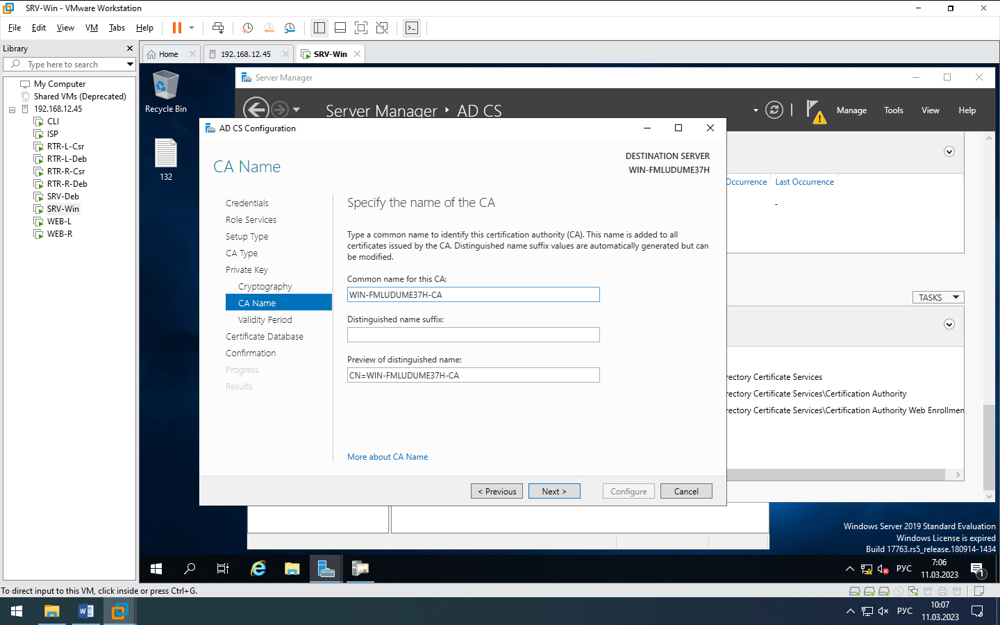 SRV-Win - VMware Workstation
File Edit View VM Tabs Help
Library
Type here to search
My Computer
Shared VMs (Deprecated)
192.168.12.45
CLI
ISP
RTR-L-Csr
RTR-L-Deb
RTR-R-Csr
RTR-R-Deb
SRV-Deb
SRV-Win
WEB-L
WEB-R
Home 192.168.12.45 SRV-Win
Recycle Bin
132
Server Manager
Server Manager AD CS
Manage Tools View Help
AD CS Configuration
CA Name
DESTINATION SERVER
WIN-FMLUDUME37H
Credentials
Role Services
Setup Type
CA Type
Private Key
Cryptography
CA Name
Validity Period
Certificate Database
Confirmation
Progress
Results
Specify the name of the CA
Type a common name to identify this certification authority (CA). This name is added to all
certificates issued by the CA. Distinguished name suffix values are automatically generated but can
be modified.
Common name for this CA:
WIN-FMLUDUME37H-CA
Distinguished name suffix:
Preview of distinguished name:
CN=WIN-FMLUDUME37H-CA
More about CA Name
< Previous Next > Configure Cancel
Occurrence Last Occurrence
-
TASKS
rectory Certificate Services
rectory Certificate Services\Certification Authority
rectory Certificate Services\Certification Authority Web Enrollmen
Windows Server 2019 Standard Evaluation
Windows License is expired
Build 17763.rs5_release.180914-1434
РУС
7:06
11.03.2023
1
To direct input to this VM, click inside or press Ctrl+G.
РУС
10:07
11.03.2023